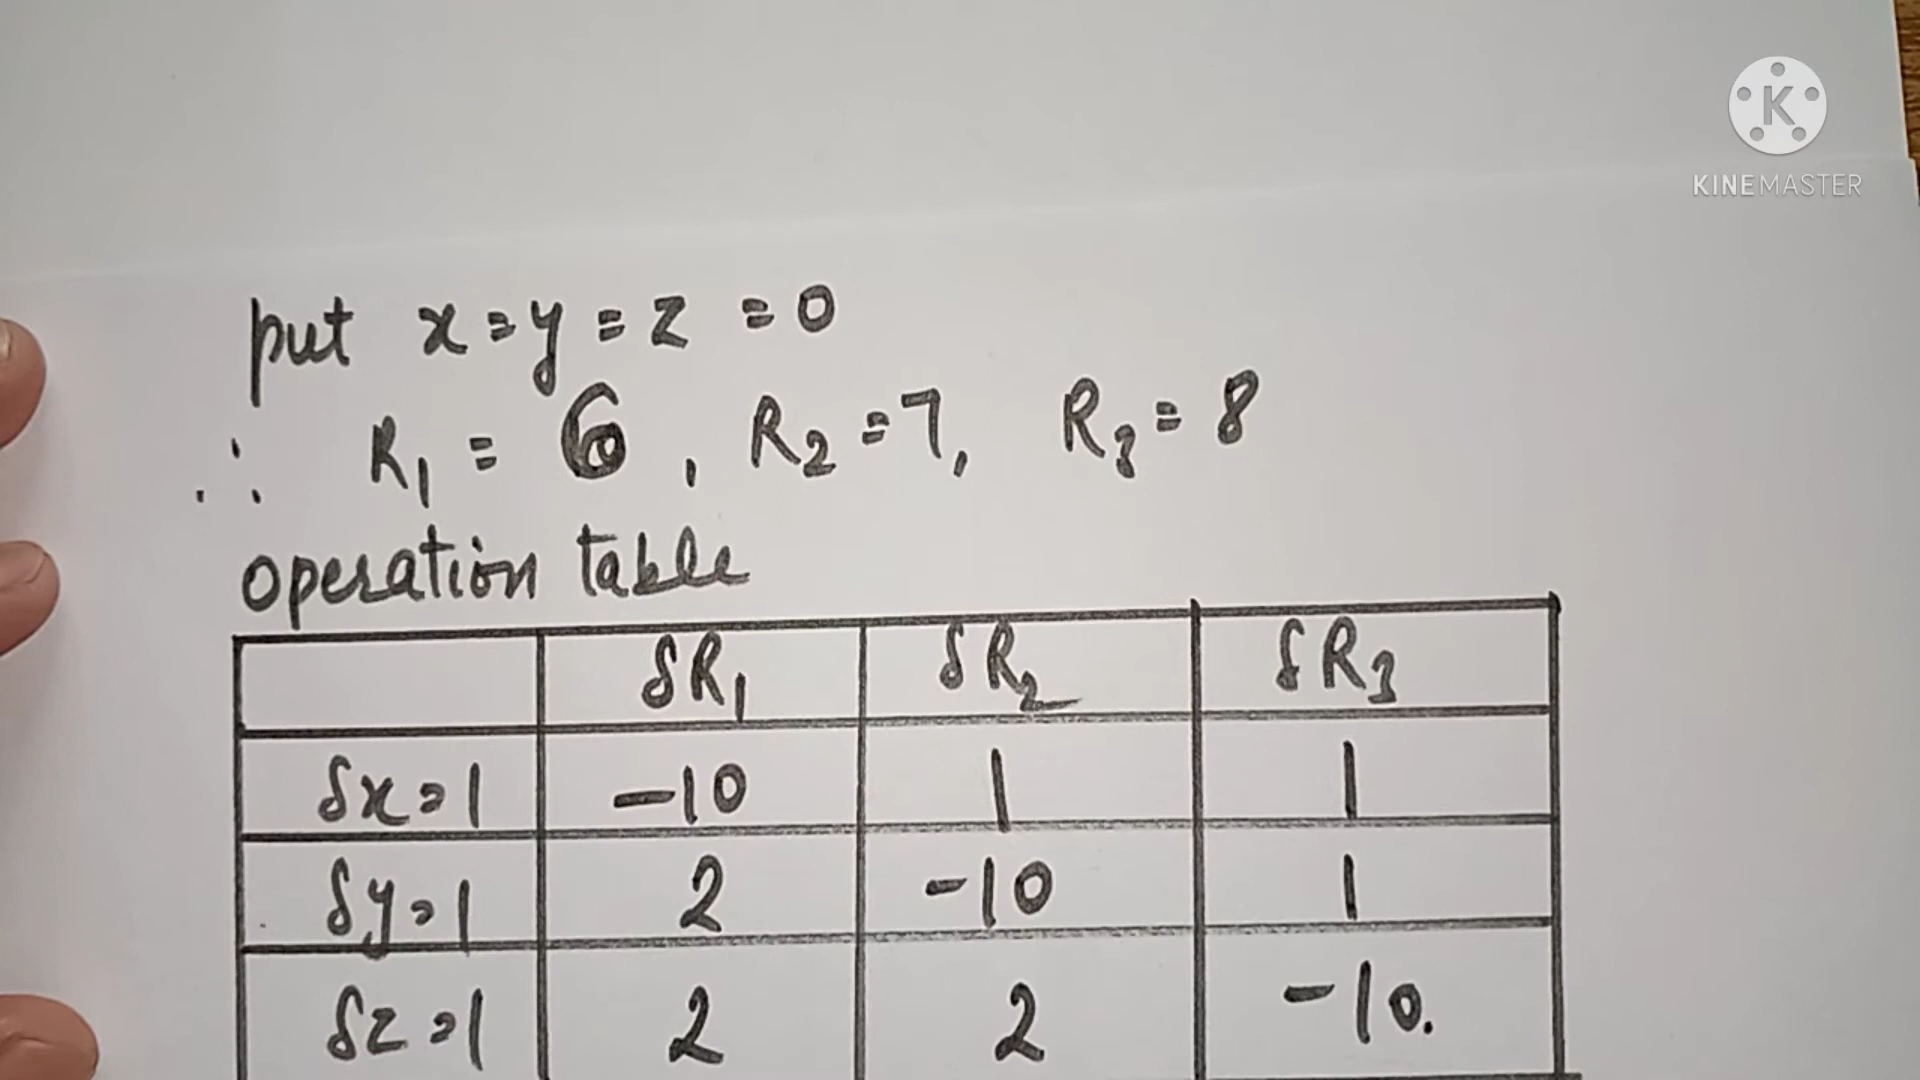 K
KINEMASTER
put x=y=z=0
∴ R₁ = 6, R₂=7, R₃=8
operation table
δR₁ δR₂ δR₃
δx=1 -10 1 1
δy=1 2 -10 1
δz=1 2 2 -10.